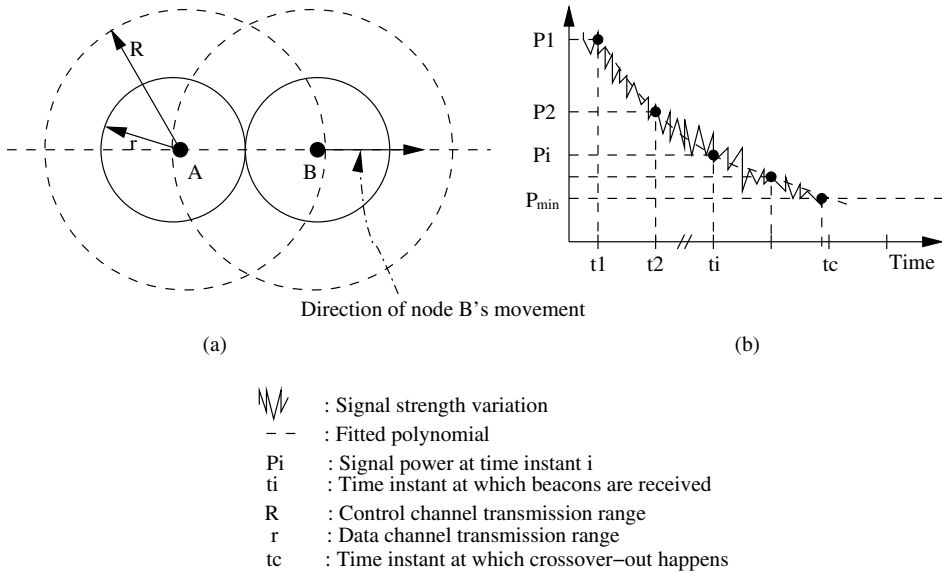 R
r
A
B
Direction of node B's movement
(a)
P1
P2
Pi
Pmin
t1
t2
ti
tc
Time
(b)
: Signal strength variation
: Fitted polynomial
Pi : Signal power at time instant i
ti : Time instant at which beacons are received
R : Control channel transmission range
r : Data channel transmission range
tc : Time instant at which crossover−out happens